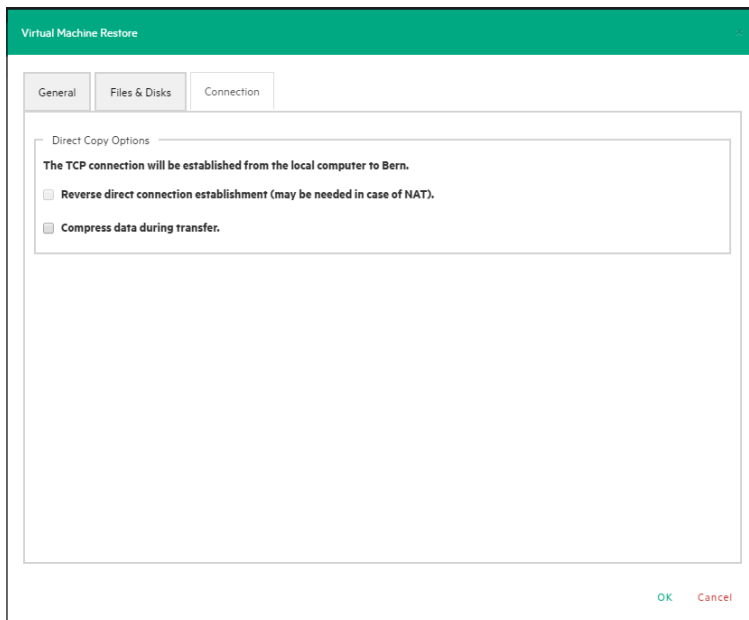 Virtual Machine Restore
General
Files & Disks
Connection
Direct Copy Options
The TCP connection will be established from the local computer to Bern.
Reverse direct connection establishment (may be needed in case of NAT).
Compress data during transfer.
OK
Cancel